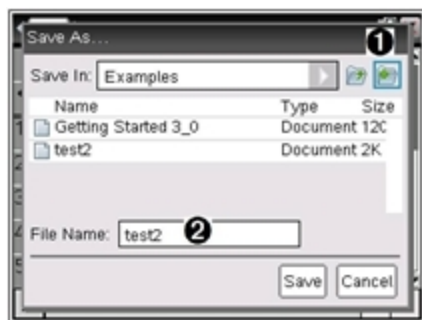 Save As...
❶
Save In: Examples
Name Type Size
Getting Started 3_0 Document 12
test2 Document 2K
File Name: test2 ❷
Save Cancel